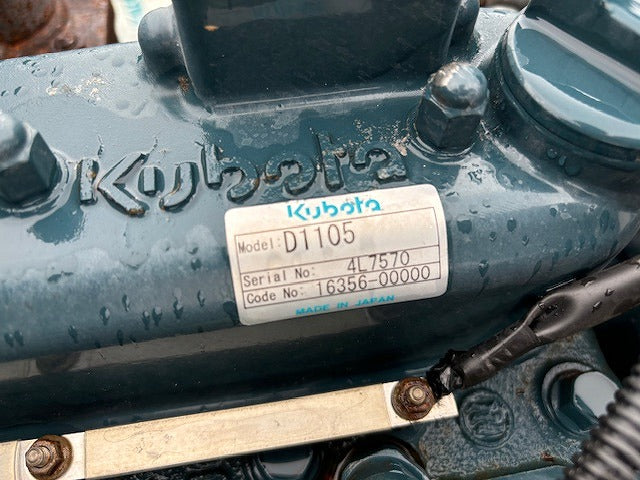 Kubota
Kubota
Model: D1105
Serial No: 4L7570
Code No: 16356-00000
MADE IN JAPAN